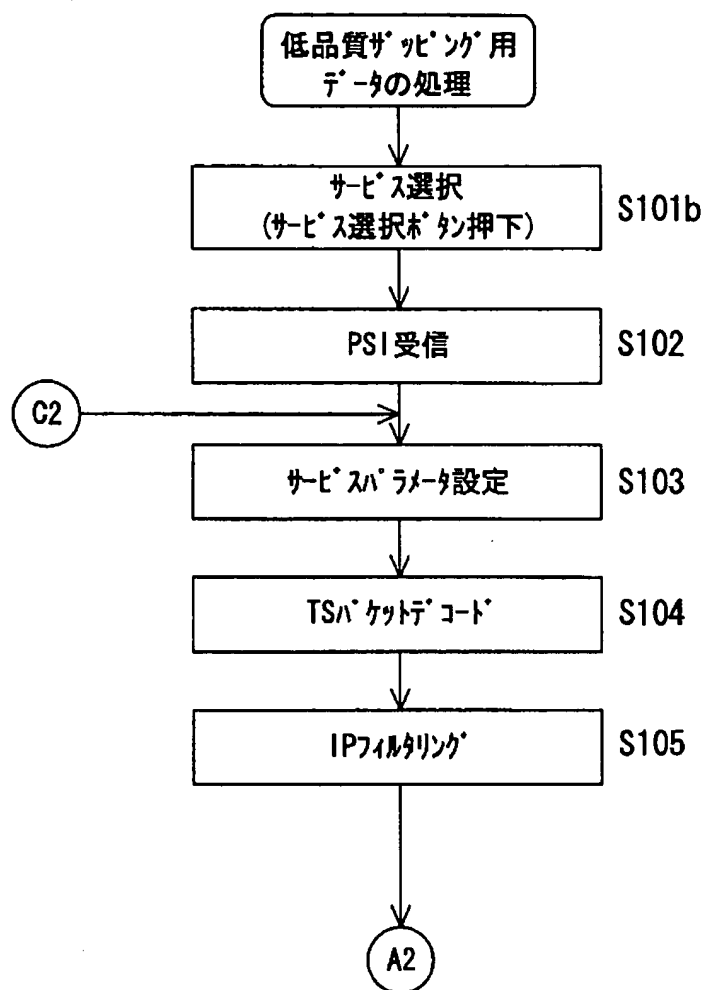 低品質ｻﾞｯﾋﾟﾝｸﾞ用
ﾃﾞｰﾀの処理
ｻｰﾋﾞｽ選択
(ｻｰﾋﾞｽ選択ﾎﾞﾀﾝ押下)
S101b
PSI受信
S102
C2
ｻｰﾋﾞｽﾊﾟﾗﾒｰﾀ設定
S103
TSﾊﾟｹｯﾄﾃﾞｺｰﾄﾞ
S104
IPﾌｨﾙﾀﾘﾝｸﾞ
S105
A2